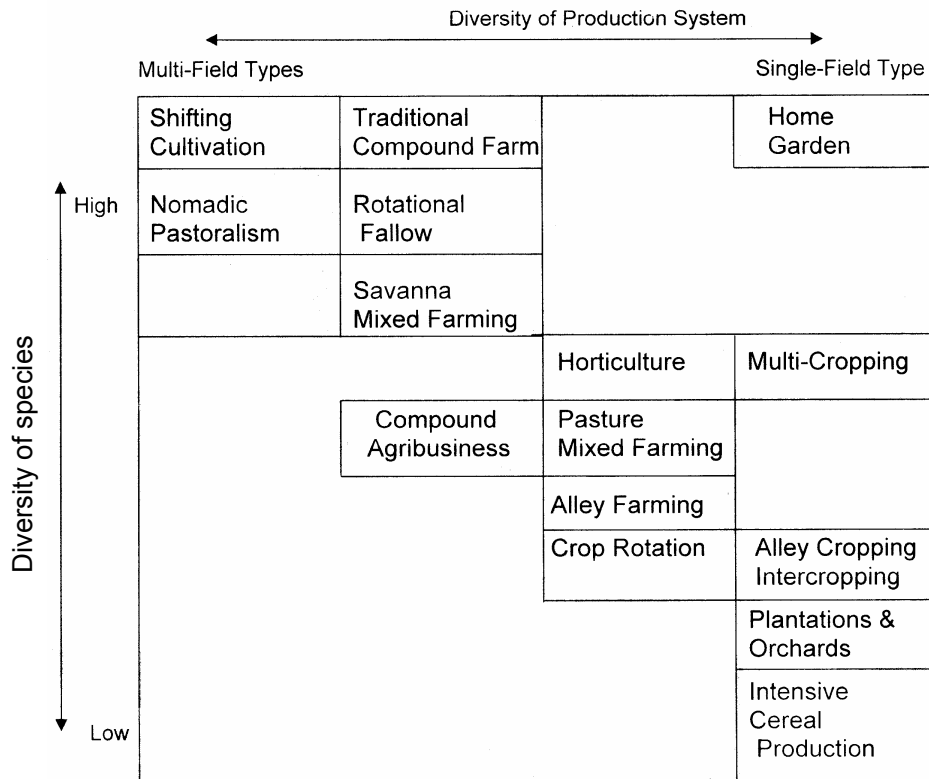 Diversity of Production System
Multi-Field Types
Single-Field Type
Shifting
Cultivation
Traditional
Compound Farm
Home
Garden
High
Nomadic
Pastoralism
Rotational
Fallow
Savanna
Mixed Farming
Diversity of species
Horticulture
Multi-Cropping
Compound
Agribusiness
Pasture
Mixed Farming
Alley Farming
Crop Rotation
Alley Cropping
Intercropping
Plantations &
Orchards
Low
Intensive
Cereal
Production